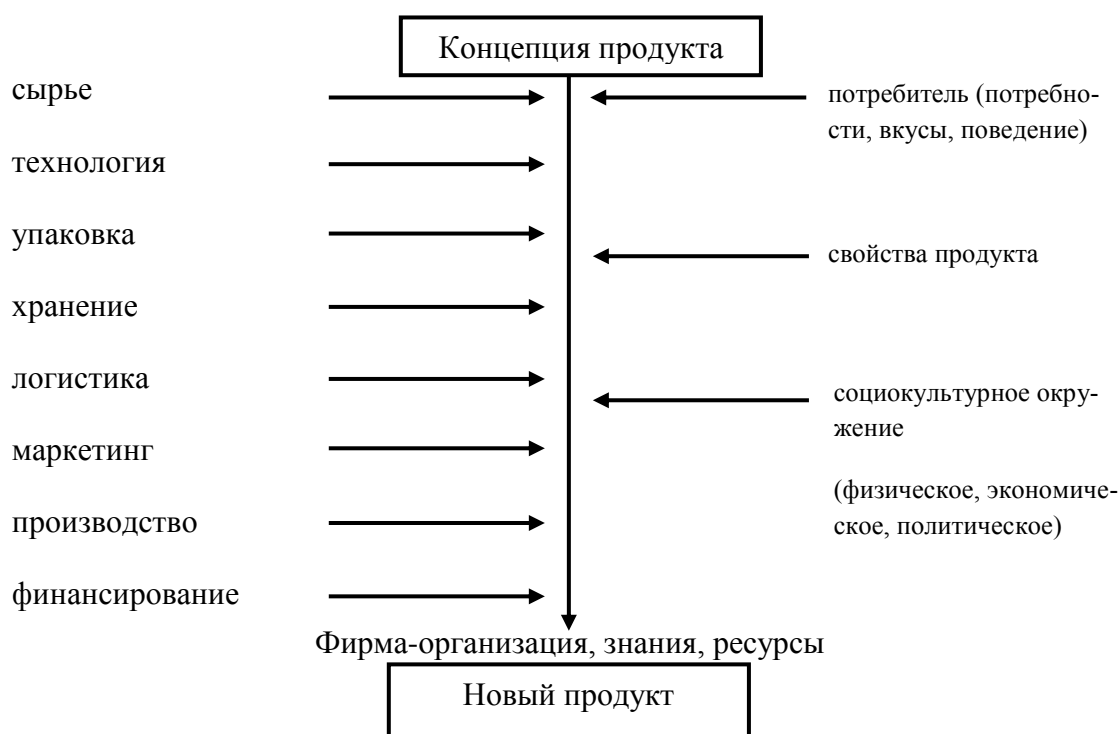 Концепция продукта
сырье
потребитель (потребно-
сти, вкусы, поведение)
технология
упаковка
свойства продукта
хранение
логистика
социокультурное окру-
жение
маркетинг
(физическое, экономиче-
ское, политическое)
производство
финансирование
Фирма-организация, знания, ресурсы
Новый продукт